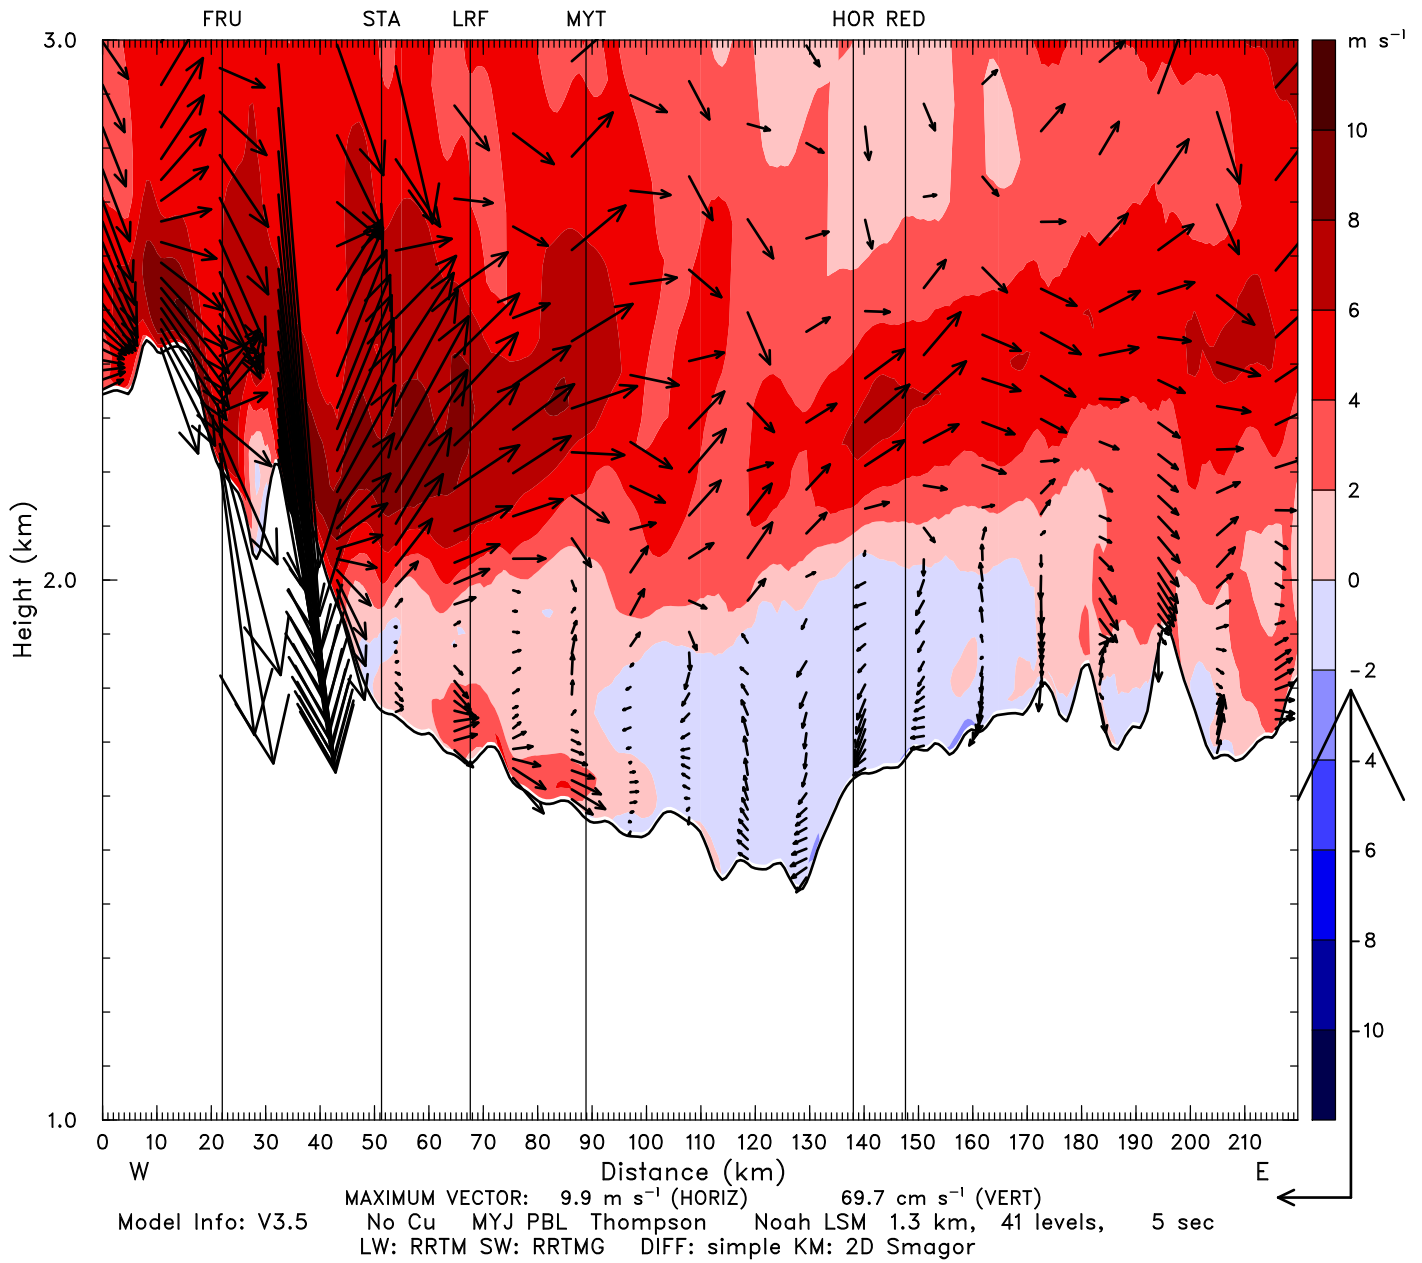 FRU STA LRF MYT HOR RED
3.0
2.0
1.0
Height (km)
m s⁻¹
10
8
6
4
2
0
-2
-4
-6
-8
-10
0 10 20 30 40 50 60 70 80 90 100 110 120 130 140 150 160 170 180 190 200 210
W Distance (km) E
MAXIMUM VECTOR: 9.9 m s⁻¹ (HORIZ) 69.7 cm s⁻¹ (VERT)
Model Info: V3.5 No Cu MYJ PBL Thompson Noah LSM 1.3 km, 41 levels, 5 sec
LW: RRTM SW: RRTMG DIFF: simple KM: 2D Smagor